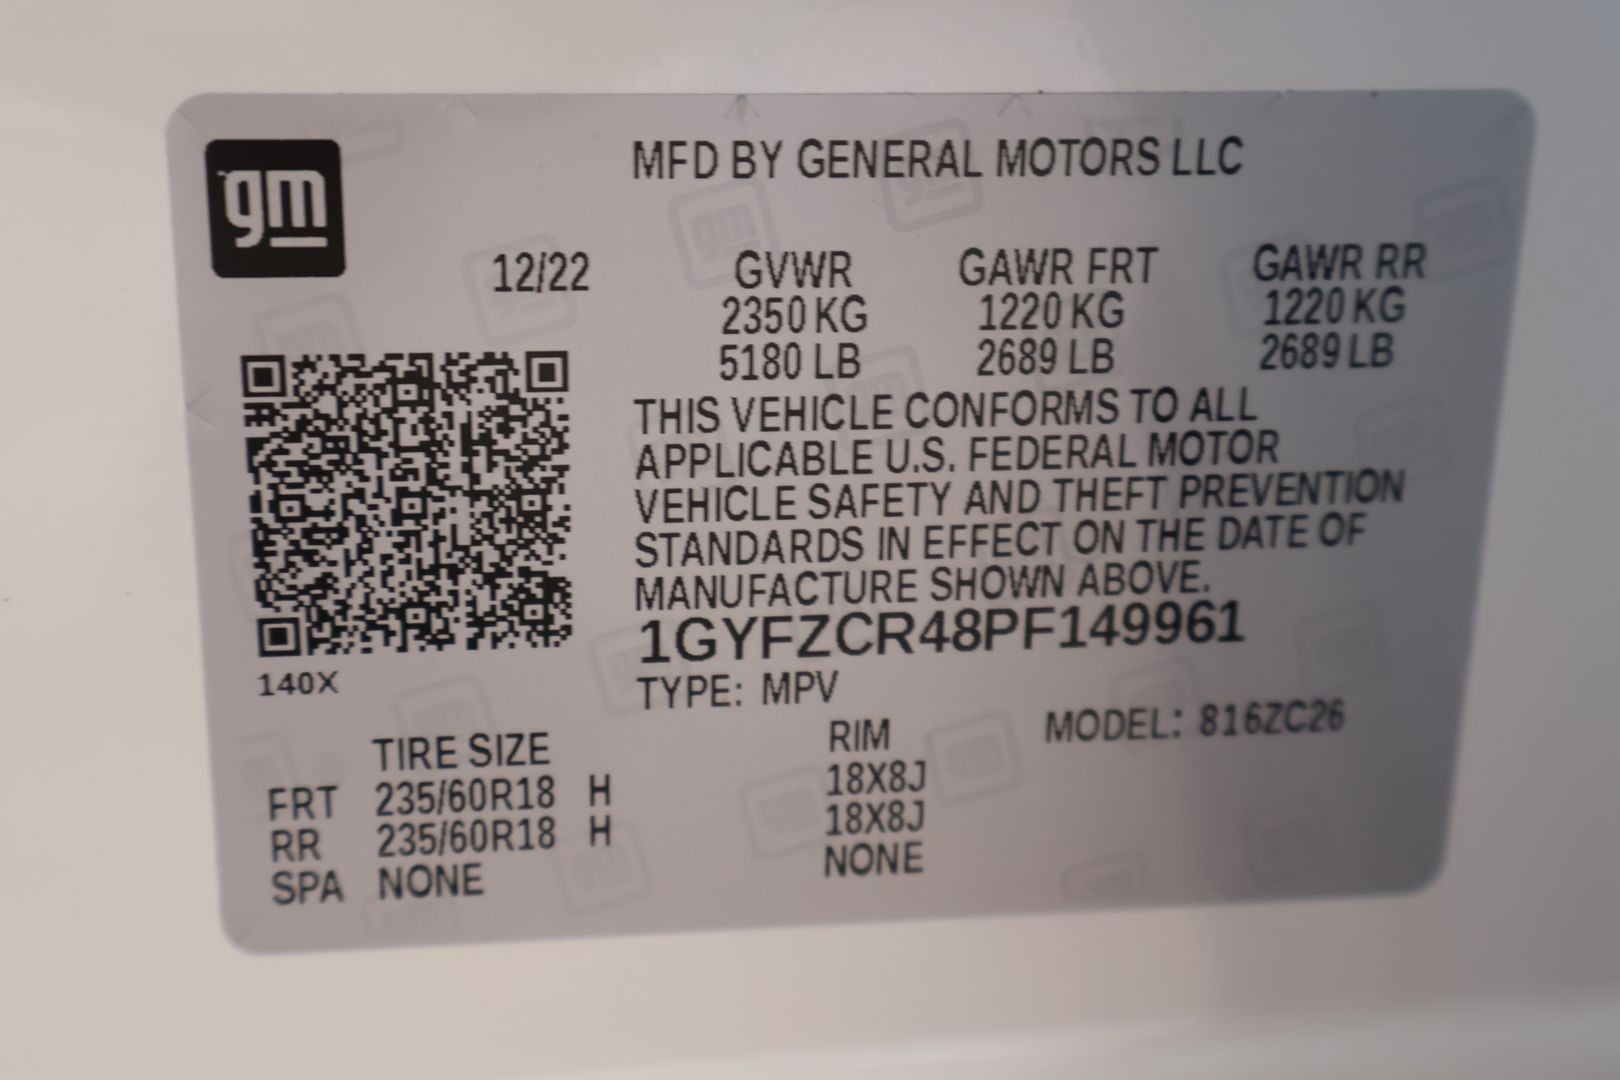 gm
MFD BY GENERAL MOTORS LLC
12/22 GVWR GAWR FRT GAWR RR
2350 KG 1220 KG 1220 KG
5180 LB 2689 LB 2689 LB
THIS VEHICLE CONFORMS TO ALL
APPLICABLE U.S. FEDERAL MOTOR
VEHICLE SAFETY AND THEFT PREVENTION
STANDARDS IN EFFECT ON THE DATE OF
MANUFACTURE SHOWN ABOVE.
1GYFZCR48PF149961
140X
TYPE: MPV
TIRE SIZE RIM MODEL: 816ZC26
FRT 235/60R18 H 18X8J
RR 235/60R18 H 18X8J
SPA NONE NONE